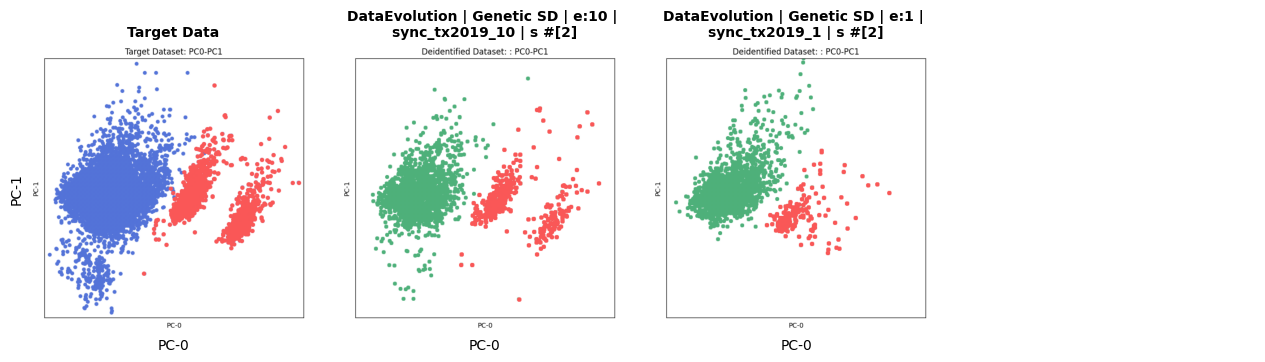 Target Data
Target Dataset: PC0-PC1
PC-1
PC-1
PC-0
PC-0
DataEvolution | Genetic SD | e:10 |
sync_tx2019_10 | s #[2]
Deidentified Dataset: : PC0-PC1
PC-1
PC-0
PC-0
DataEvolution | Genetic SD | e:1 |
sync_tx2019_1 | s #[2]
Deidentified Dataset: : PC0-PC1
PC-1
PC-0
PC-0